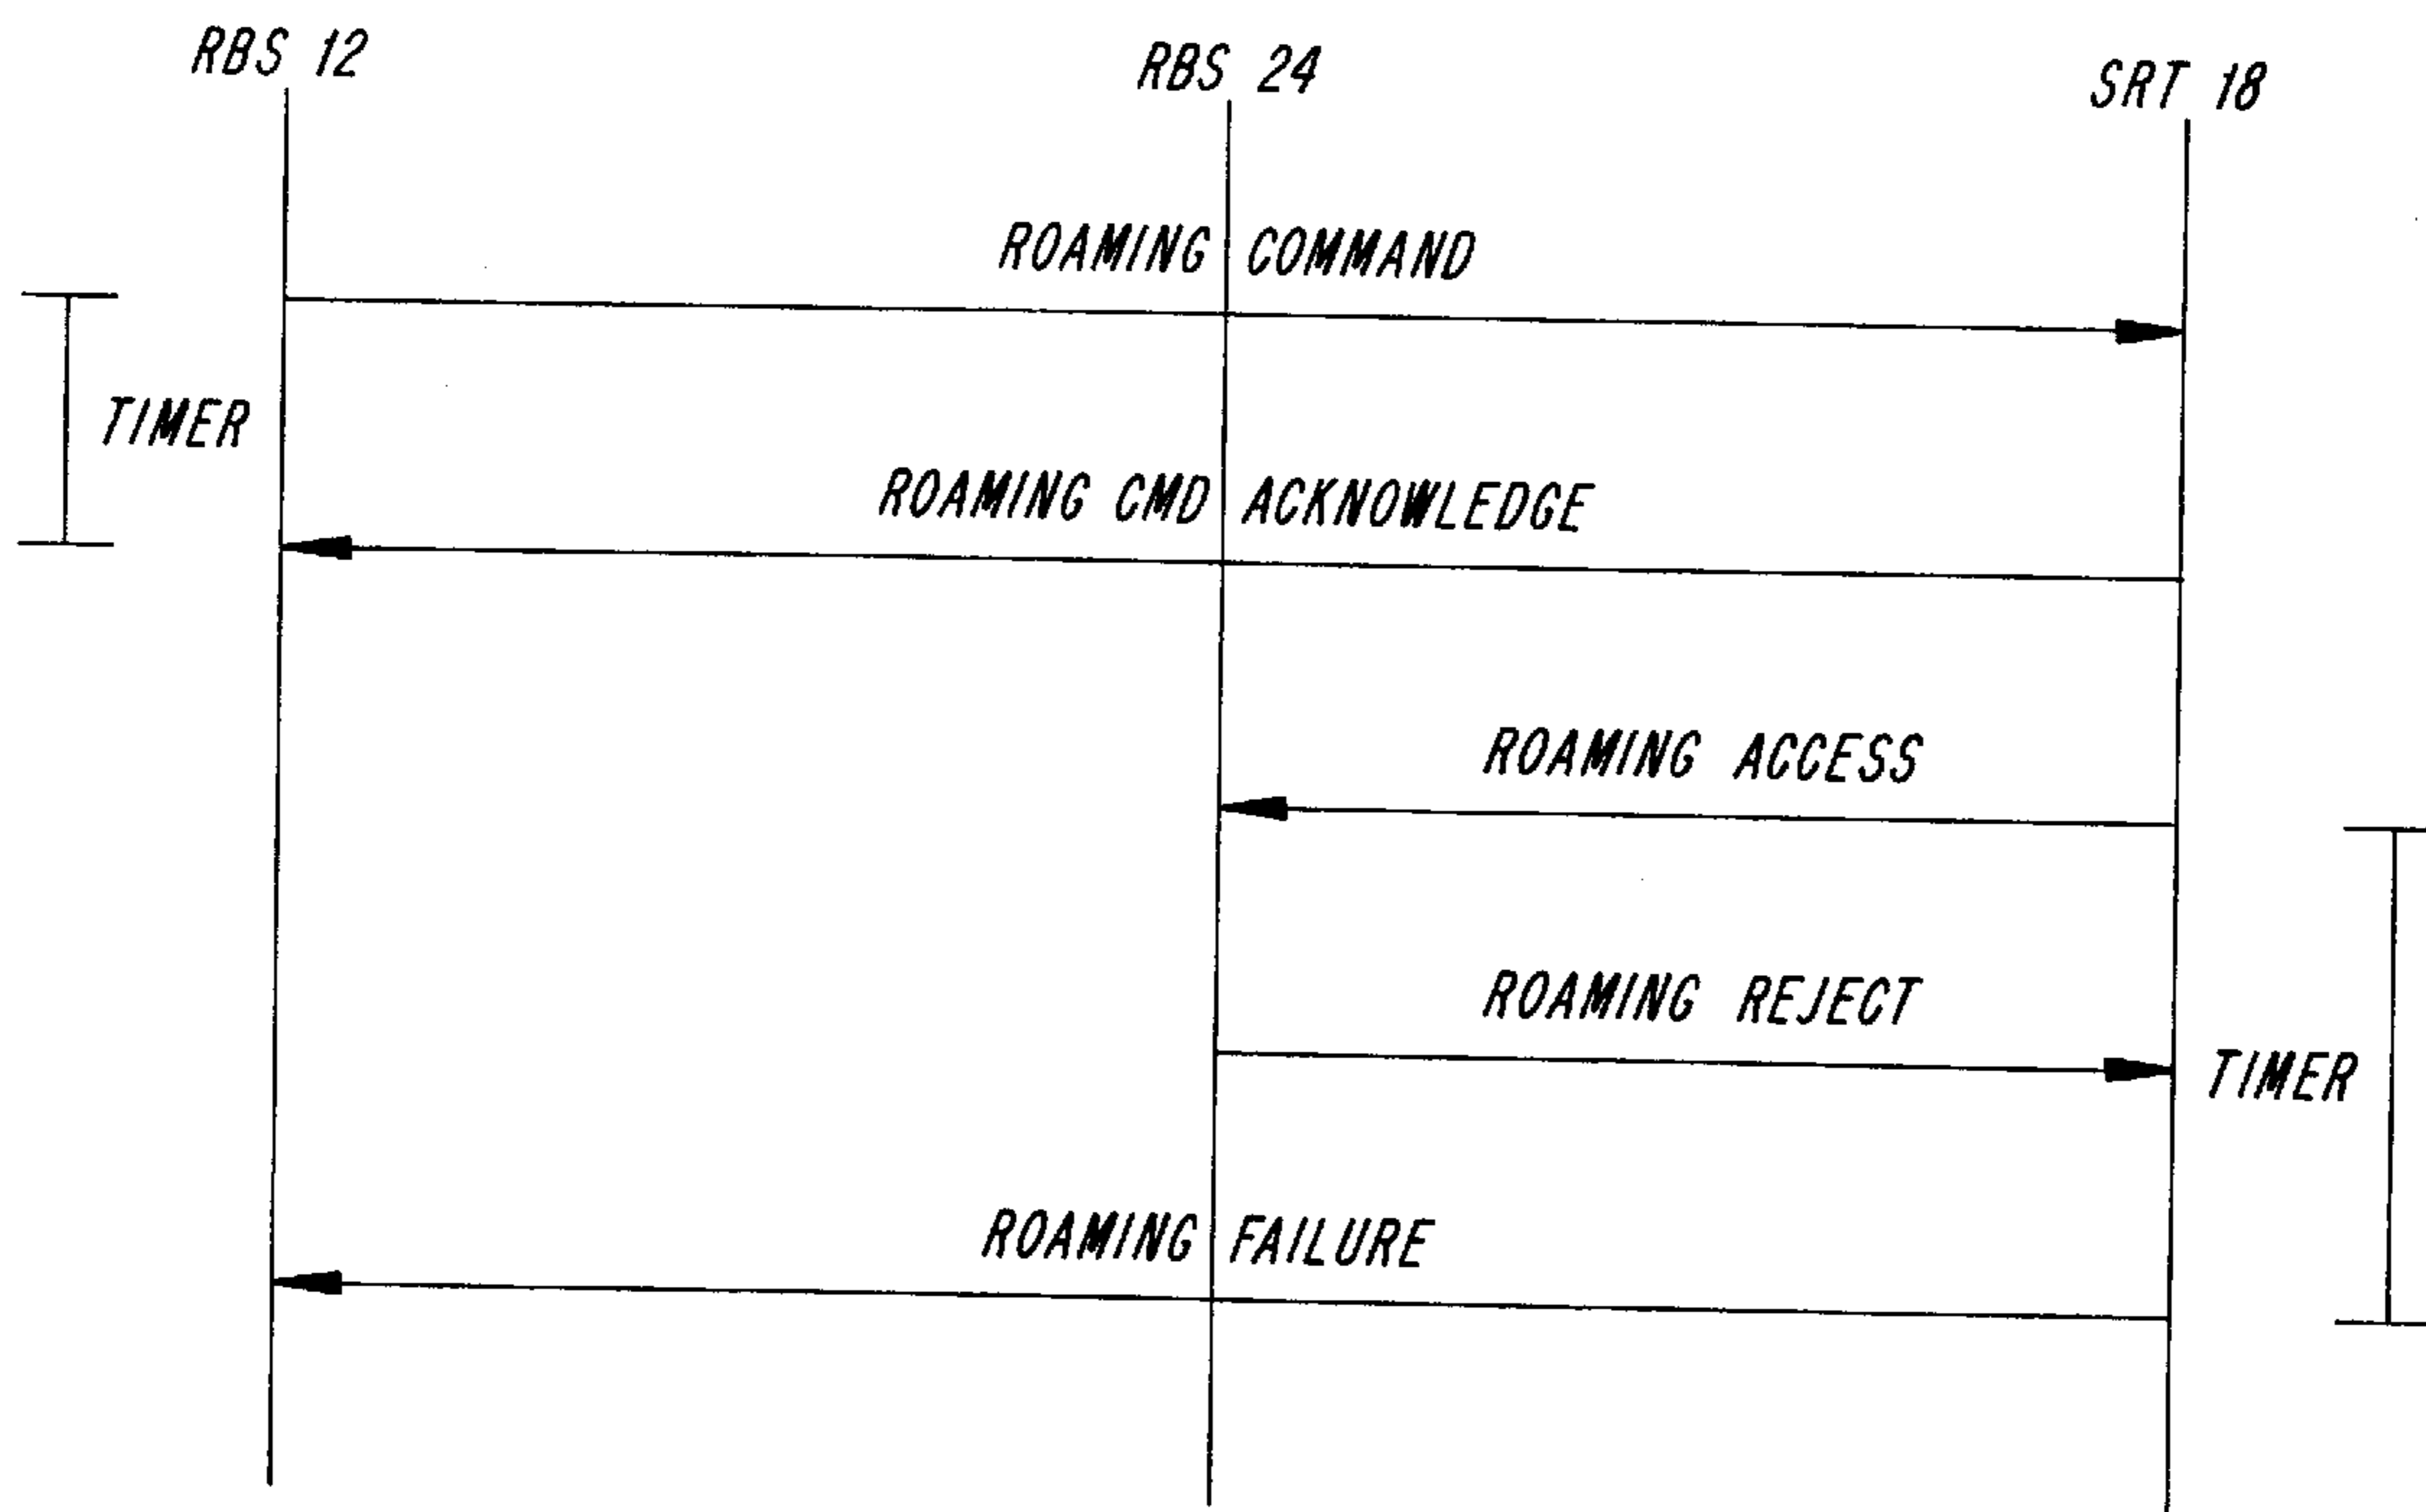 RBS 12
RBS 24
SRT 18
ROAMING COMMAND
TIMER
ROAMING CMD ACKNOWLEDGE
ROAMING ACCESS
ROAMING REJECT
TIMER
ROAMING FAILURE